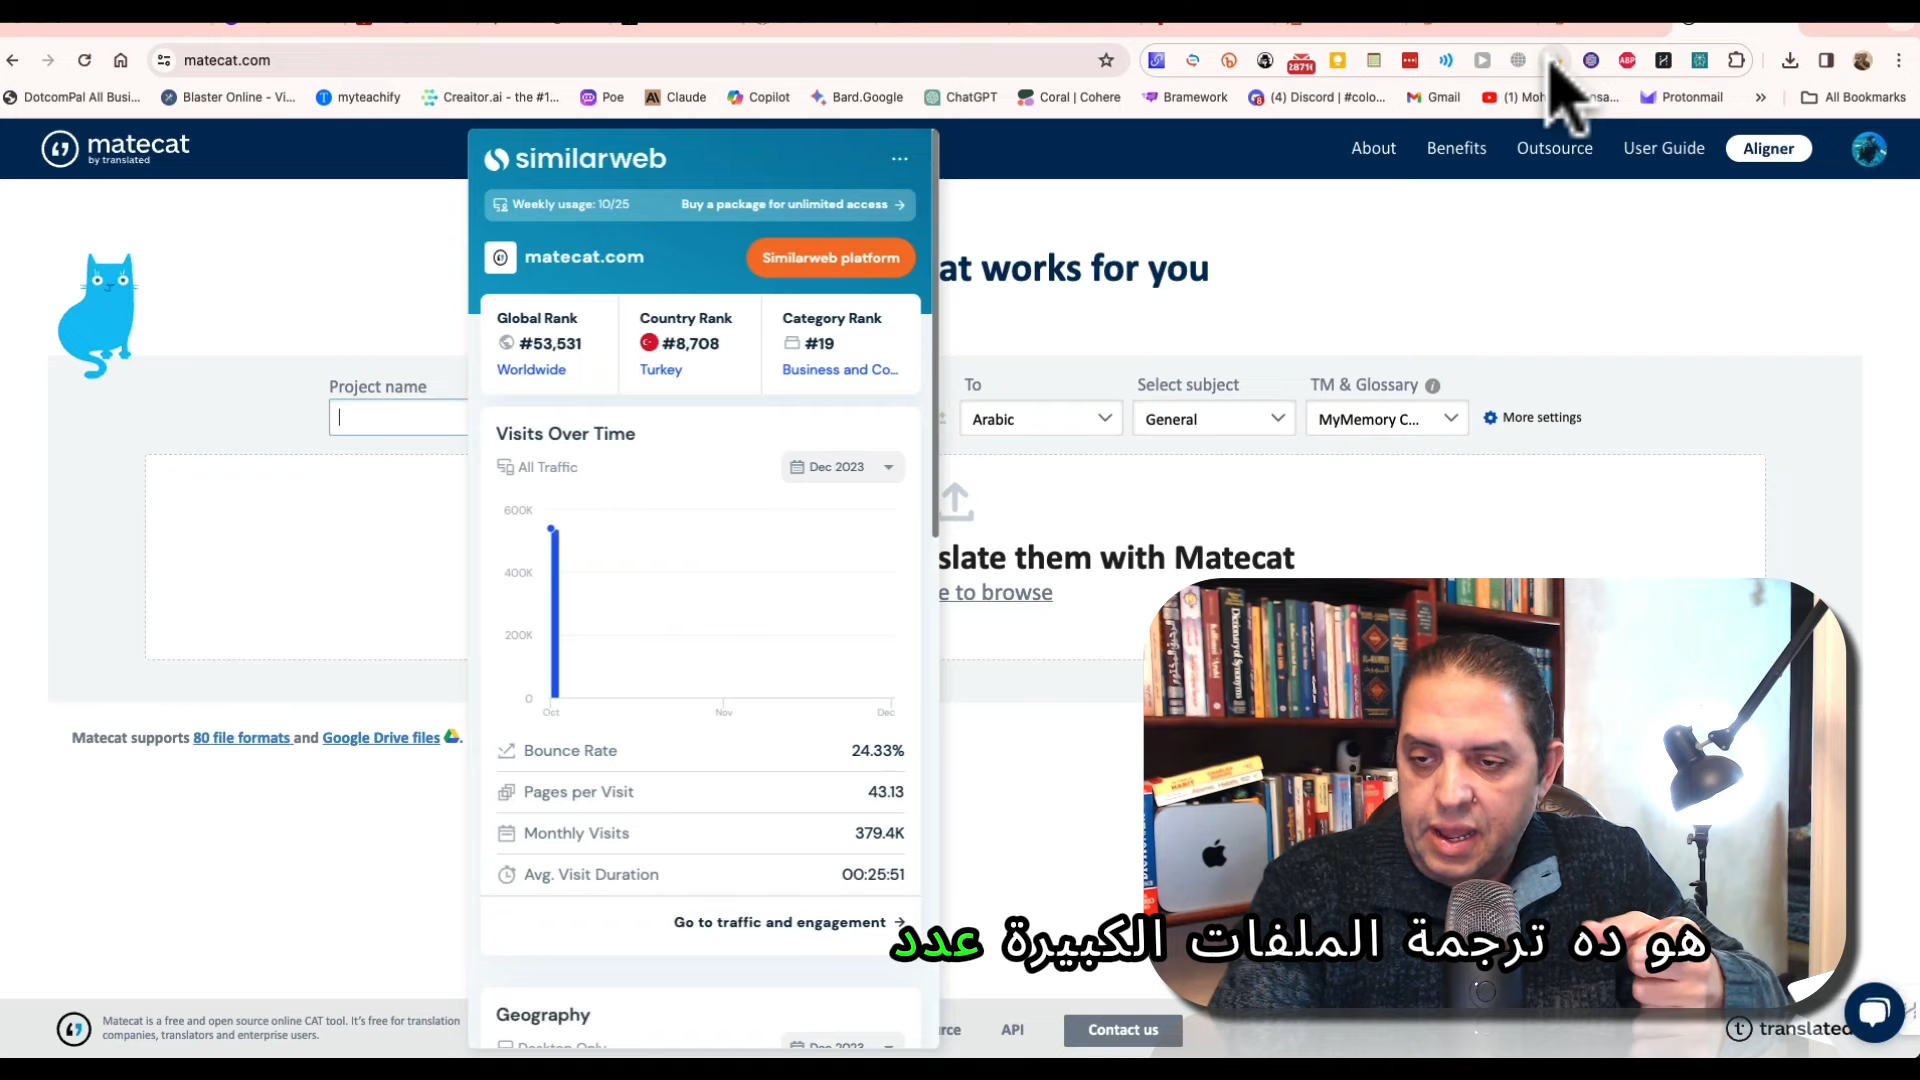 matecat.com
28716
ABP
DotcomPal All Busi...
Blaster Online - Vi...
myteachify
Creaitor.ai - the #1...
Poe
Claude
Copilot
Bard.Google
ChatGPT
Coral | Cohere
Bramework
(4) Discord | #colo...
Gmail
Protonmail
All Bookmarks
matecat
by translated
About
Benefits
Outsource
User Guide
Aligner
similarweb
Weekly usage: 10/25
Buy a package for unlimited access →
matecat.com
Similarweb platform
at works for you
Global Rank
#53,531
Worldwide
Country Rank
#8,708
Turkey
Category Rank
#19
Business and Co...
Project name
To
Arabic
Select subject
General
TM & Glossary
MyMemory C...
More settings
Visits Over Time
All Traffic
Dec 2023
600K
400K
200K
0
Oct
Nov
Dec
slate them with Matecat
e to browse
Matecat supports 80 file formats and Google Drive files.
Bounce Rate 24.33%
Pages per Visit 43.13
Monthly Visits 379.4K
Avg. Visit Duration 00:25:51
Go to traffic and engagement →
هو ده ترجمة الملفات الكبيرة عدد
Geography
Desktop Only
Dec 2023
Matecat is a free and open source online CAT tool. It's free for translation
companies, translators and enterprise users.
rce
API
Contact us
translated